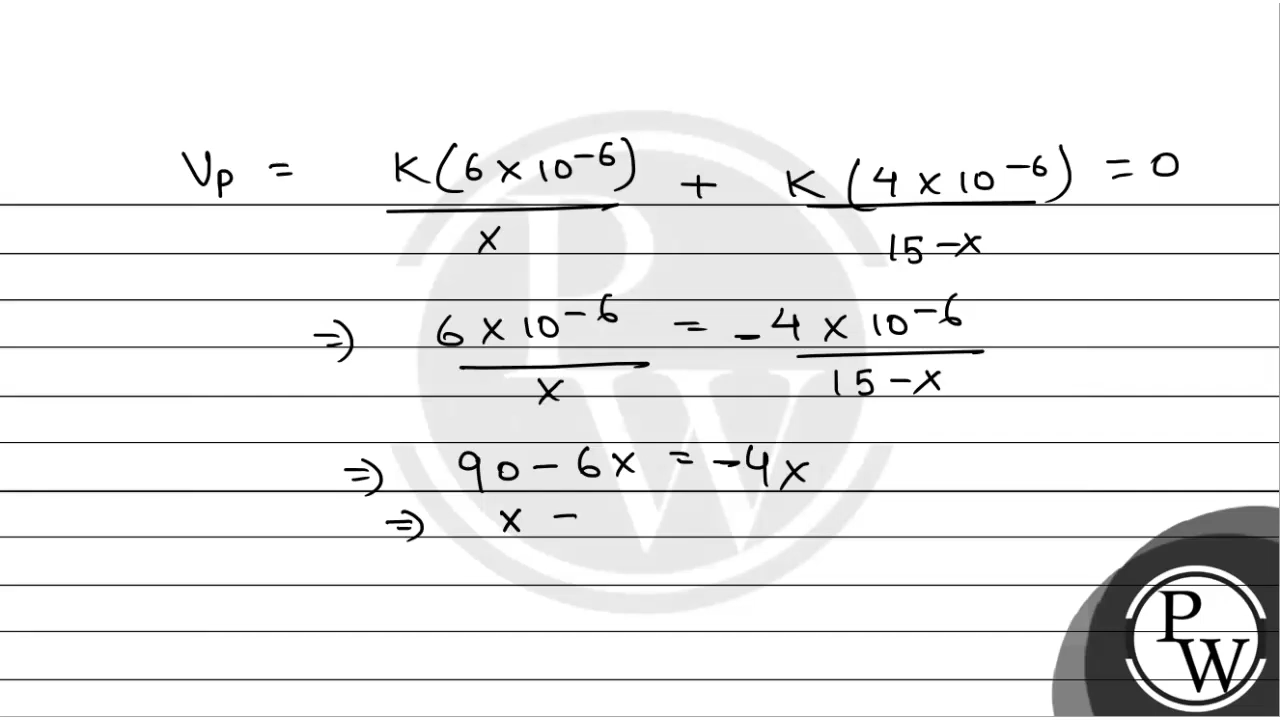 Vp = K(6 × 10⁻⁶)/x + K(4 × 10⁻⁶)/15 - x = 0
⇒ 6 × 10⁻⁶/x = -4 × 10⁻⁶/15 - x
⇒ 90 - 6x = -4x
⇒ x -
PW
PW